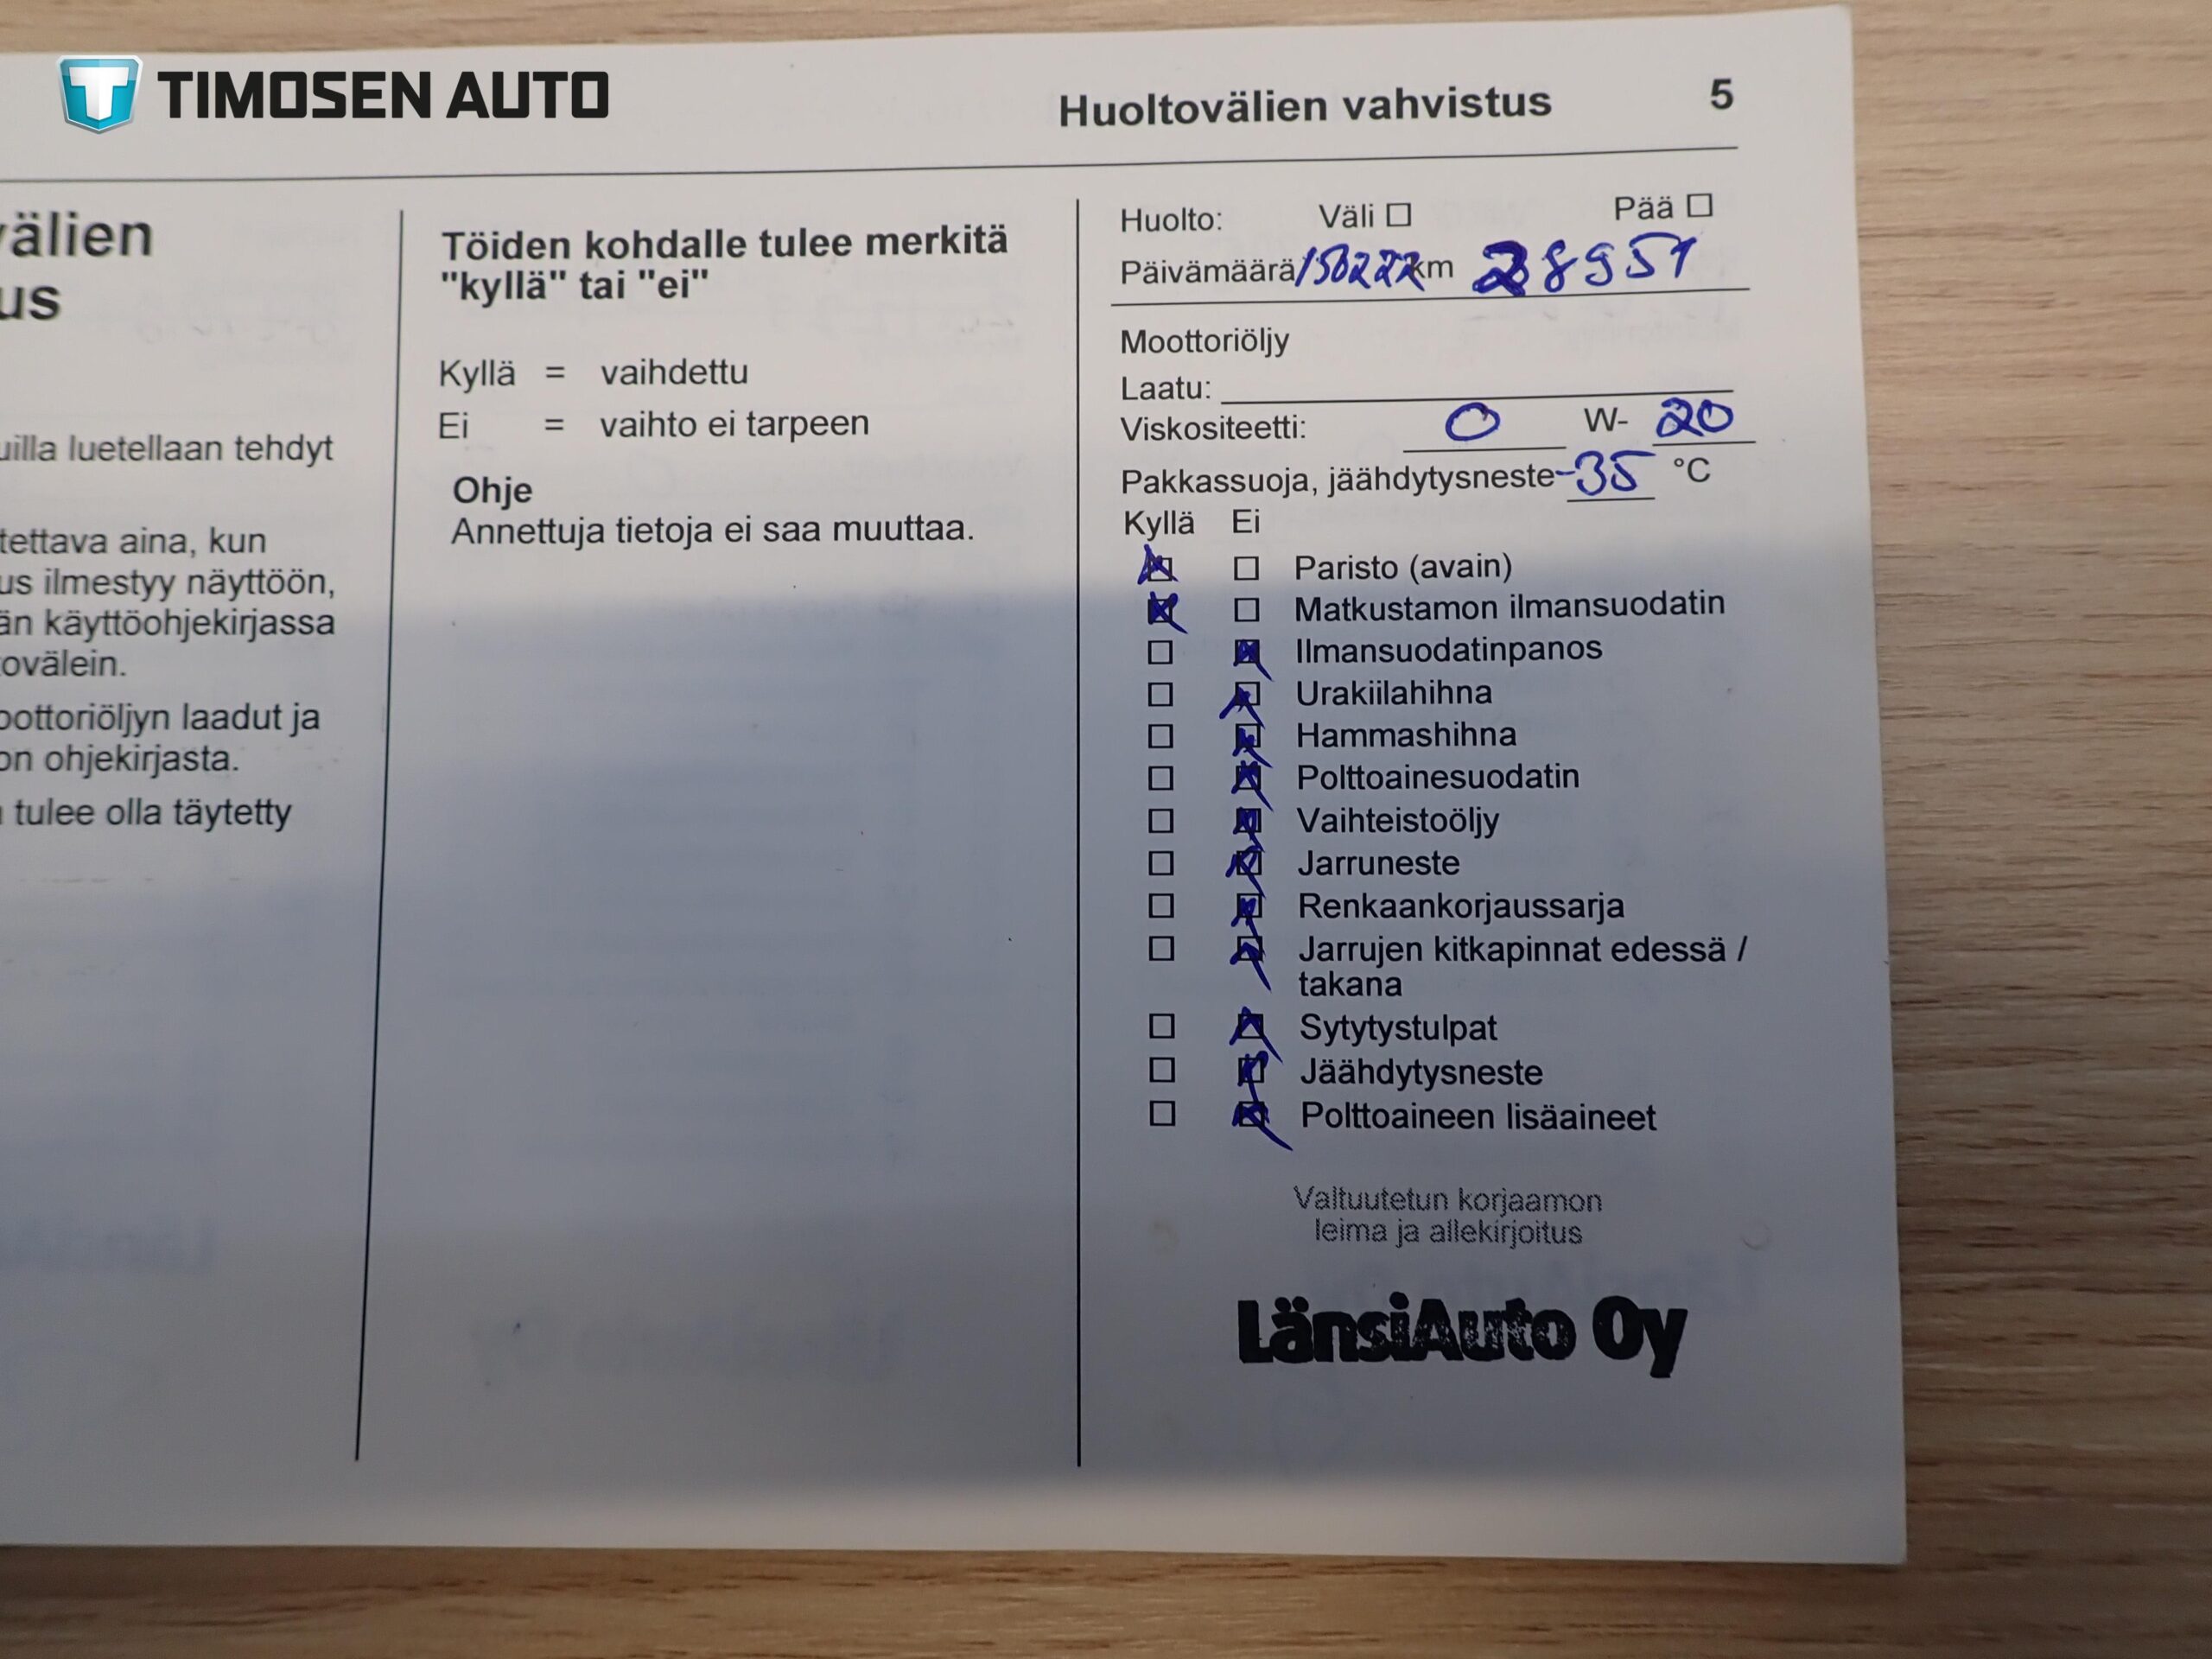 TIMOSEN AUTO
Huoltovälien vahvistus 5
välien
us
uilla luetellaan tehdyt
tettava aina, kun
us ilmestyy näyttöön,
än käyttöohjekirjassa
ovälein.
oottoriöljyn laadut ja
on ohjekirjasta.
tulee olla täytetty
Töiden kohdalle tulee merkitä
"kyllä" tai "ei"
Kyllä = vaihdettu
Ei = vaihto ei tarpeen
Ohje
Annettuja tietoja ei saa muuttaa.
Huolto: Väli Pää
Päivämäärä 150222 km 28951
Moottoriöljy
Laatu:
Viskositeetti: 0 W- 20
Pakkassuoja, jäähdytysneste -35 °C
Kyllä Ei
Paristo (avain)
Matkustamon ilmansuodatin
Ilmansuodatinpanos
Urakiilahihna
Hammashihna
Polttoainesuodatin
Vaihteistoöljy
Jarruneste
Renkaankorjaussarja
Jarrujen kitkapinnat edessä /
takana
Sytytystulpat
Jäähdytysneste
Polttoaineen lisäaineet
Valtuutetun korjaamon
leima ja allekirjoitus
LänsiAuto Oy